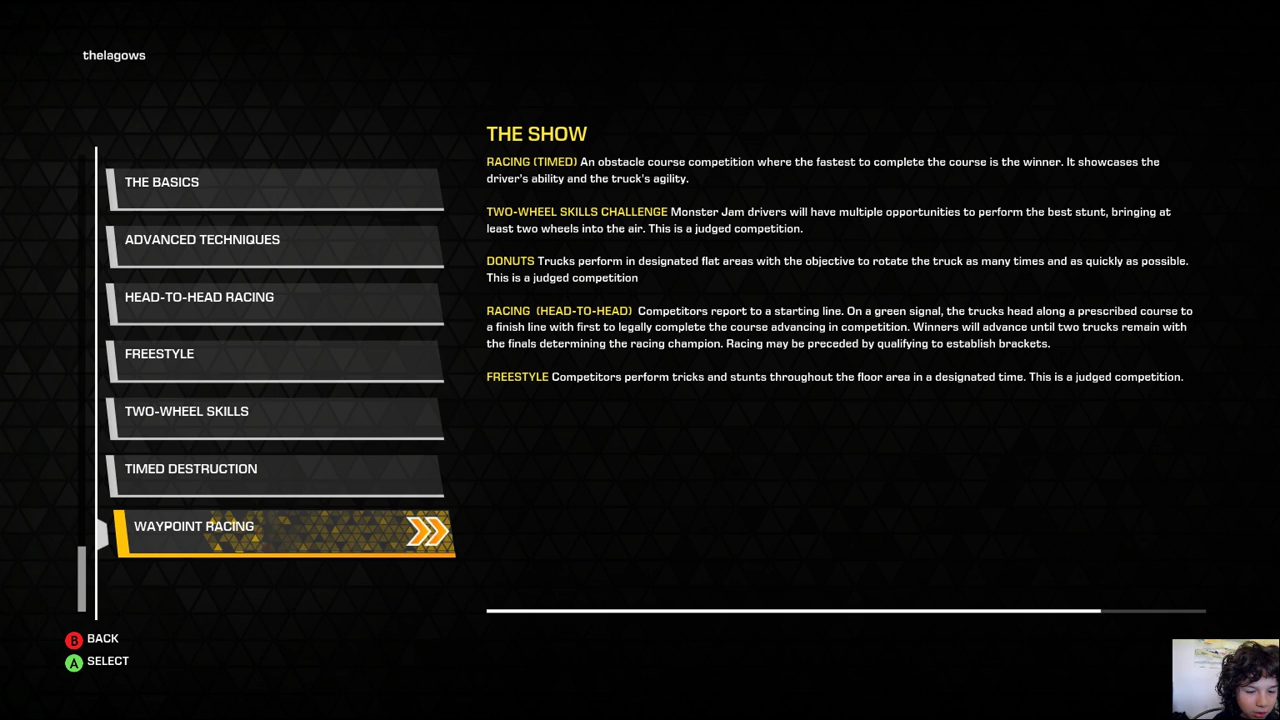 thelagows
THE BASICS
ADVANCED TECHNIQUES
HEAD-TO-HEAD RACING
FREESTYLE
TWO-WHEEL SKILLS
TIMED DESTRUCTION
WAYPOINT RACING
B BACK
A SELECT
THE SHOW
RACING (TIMED) An obstacle course competition where the fastest to complete the course is the winner. It showcases the
driver's ability and the truck's agility.
TWO-WHEEL SKILLS CHALLENGE Monster Jam drivers will have multiple opportunities to perform the best stunt, bringing at
least two wheels into the air. This is a judged competition.
DONUTS Trucks perform in designated flat areas with the objective to rotate the truck as many times and as quickly as possible.
This is a judged competition
RACING (HEAD-TO-HEAD) Competitors report to a starting line. On a green signal, the trucks head along a prescribed course to
a finish line with first to legally complete the course advancing in competition. Winners will advance until two trucks remain with
the finals determining the racing champion. Racing may be preceded by qualifying to establish brackets.
FREESTYLE Competitors perform tricks and stunts throughout the floor area in a designated time. This is a judged competition.